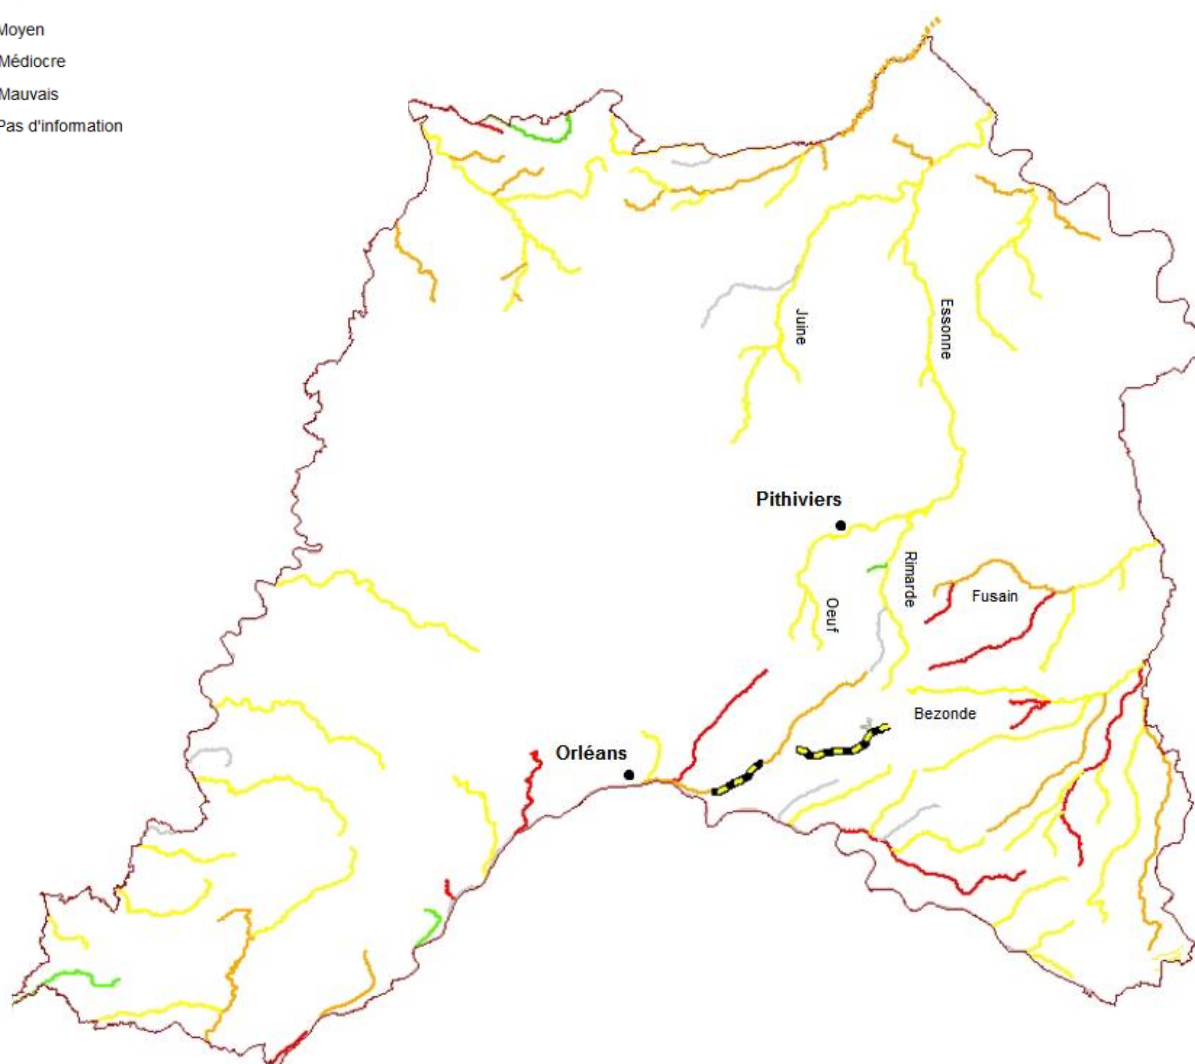 Moyen
Médiocre
Mauvais
Pas d'information
Juine
Essonne
Pithiviers
Rimarde
Oeuf
Fusain
Bezonde
Orléans